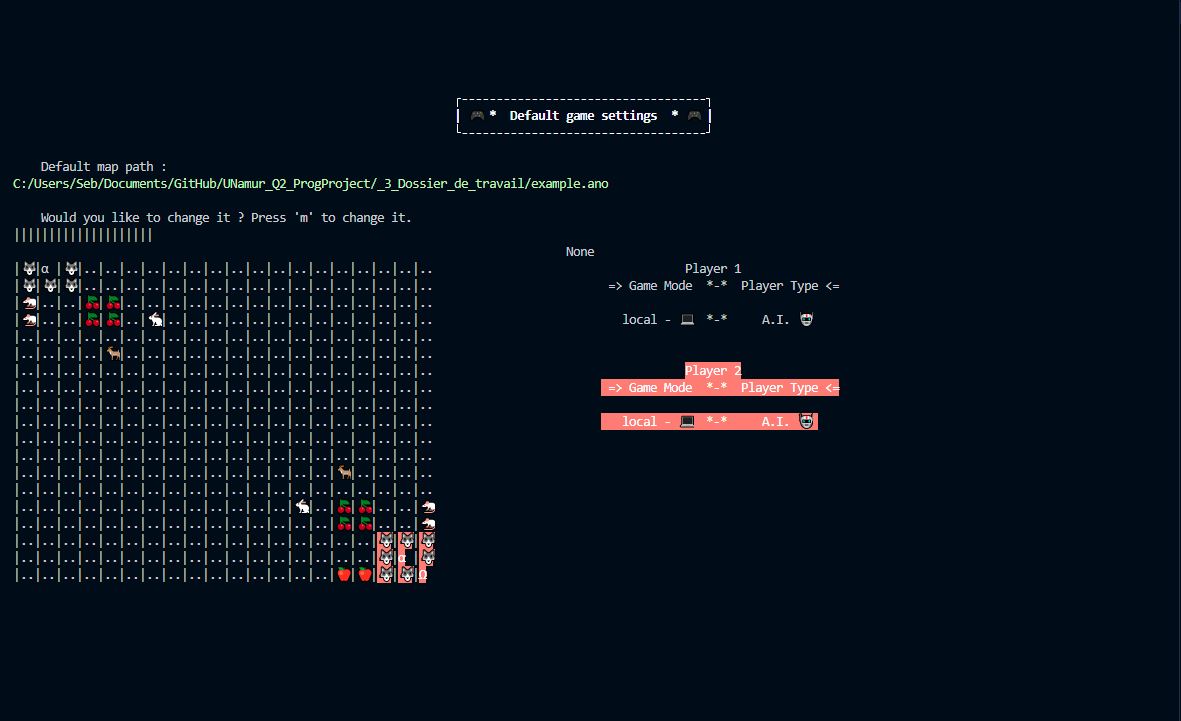 🎮 * Default game settings * 🎮
Default map path :
C:/Users/Seb/Documents/GitHub/UNamur_Q2_ProgProject/_3_Dossier_de_travail/example.ano
Would you like to change it ? Press 'm' to change it.
||||||||||||||||||||
|🐺|α |🐺|..|..|..|..|..|..|..|..|..|..|..|..|..|..|..|..|..
|🐺|🐺|🐺|..|..|..|..|..|..|..|..|..|..|..|..|..|..|..|..|..
|🐀|..|..|🍒|🍒|..|..|..|..|..|..|..|..|..|..|..|..|..|..|..
|🐀|..|..|🍒|🍒|..|🐇|..|..|..|..|..|..|..|..|..|..|..|..|..
|..|..|..|..|..|..|..|..|..|..|..|..|..|..|..|..|..|..|..|..
|..|..|..|..|🐐|..|..|..|..|..|..|..|..|..|..|..|..|..|..|..
|..|..|..|..|..|..|..|..|..|..|..|..|..|..|..|..|..|..|..|..
|..|..|..|..|..|..|..|..|..|..|..|..|..|..|..|..|..|..|..|..
|..|..|..|..|..|..|..|..|..|..|..|..|..|..|..|..|..|..|..|..
|..|..|..|..|..|..|..|..|..|..|..|..|..|..|..|..|..|..|..|..
|..|..|..|..|..|..|..|..|..|..|..|..|..|..|..|..|..|..|..|..
|..|..|..|..|..|..|..|..|..|..|..|..|..|..|..|..|..|..|..|..
|..|..|..|..|..|..|..|..|..|..|..|..|..|..|..|🐐|..|..|..|..
|..|..|..|..|..|..|..|..|..|..|..|..|..|..|..|..|..|..|..|..
|..|..|..|..|..|..|..|..|..|..|..|..|..|🐇|..|🍒|🍒|..|..|🐀
|..|..|..|..|..|..|..|..|..|..|..|..|..|..|..|🍒|🍒|..|..|🐀
|..|..|..|..|..|..|..|..|..|..|..|..|..|..|..|..|..|🐺|🐺|🐺
|..|..|..|..|..|..|..|..|..|..|..|..|..|..|..|..|..|🐺|α |🐺
|..|..|..|..|..|..|..|..|..|..|..|..|..|..|..|🍎|🍎|🐺|🐺|Ω
None
Player 1
=> Game Mode *-* Player Type <=
local - 💻 *-* A.I. 🤖
Player 2
=> Game Mode *-* Player Type <=
local - 💻 *-* A.I. 🤖